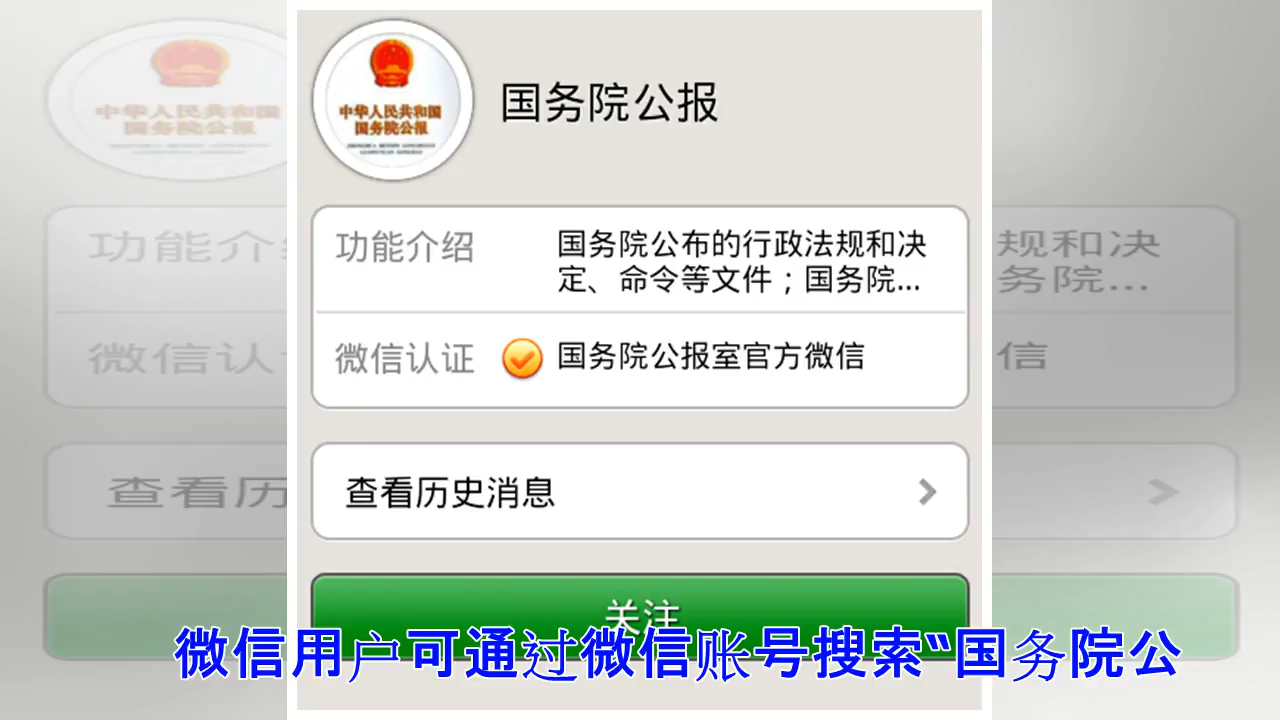 中华人民共和国
国务院公报
国务院公报
功能介绍
国务院公布的行政法规和决
定、命令等文件；国务院...
微信认证
国务院公报室官方微信
查看历史消息
关注
微信用户可通过微信账号搜索“国务院公